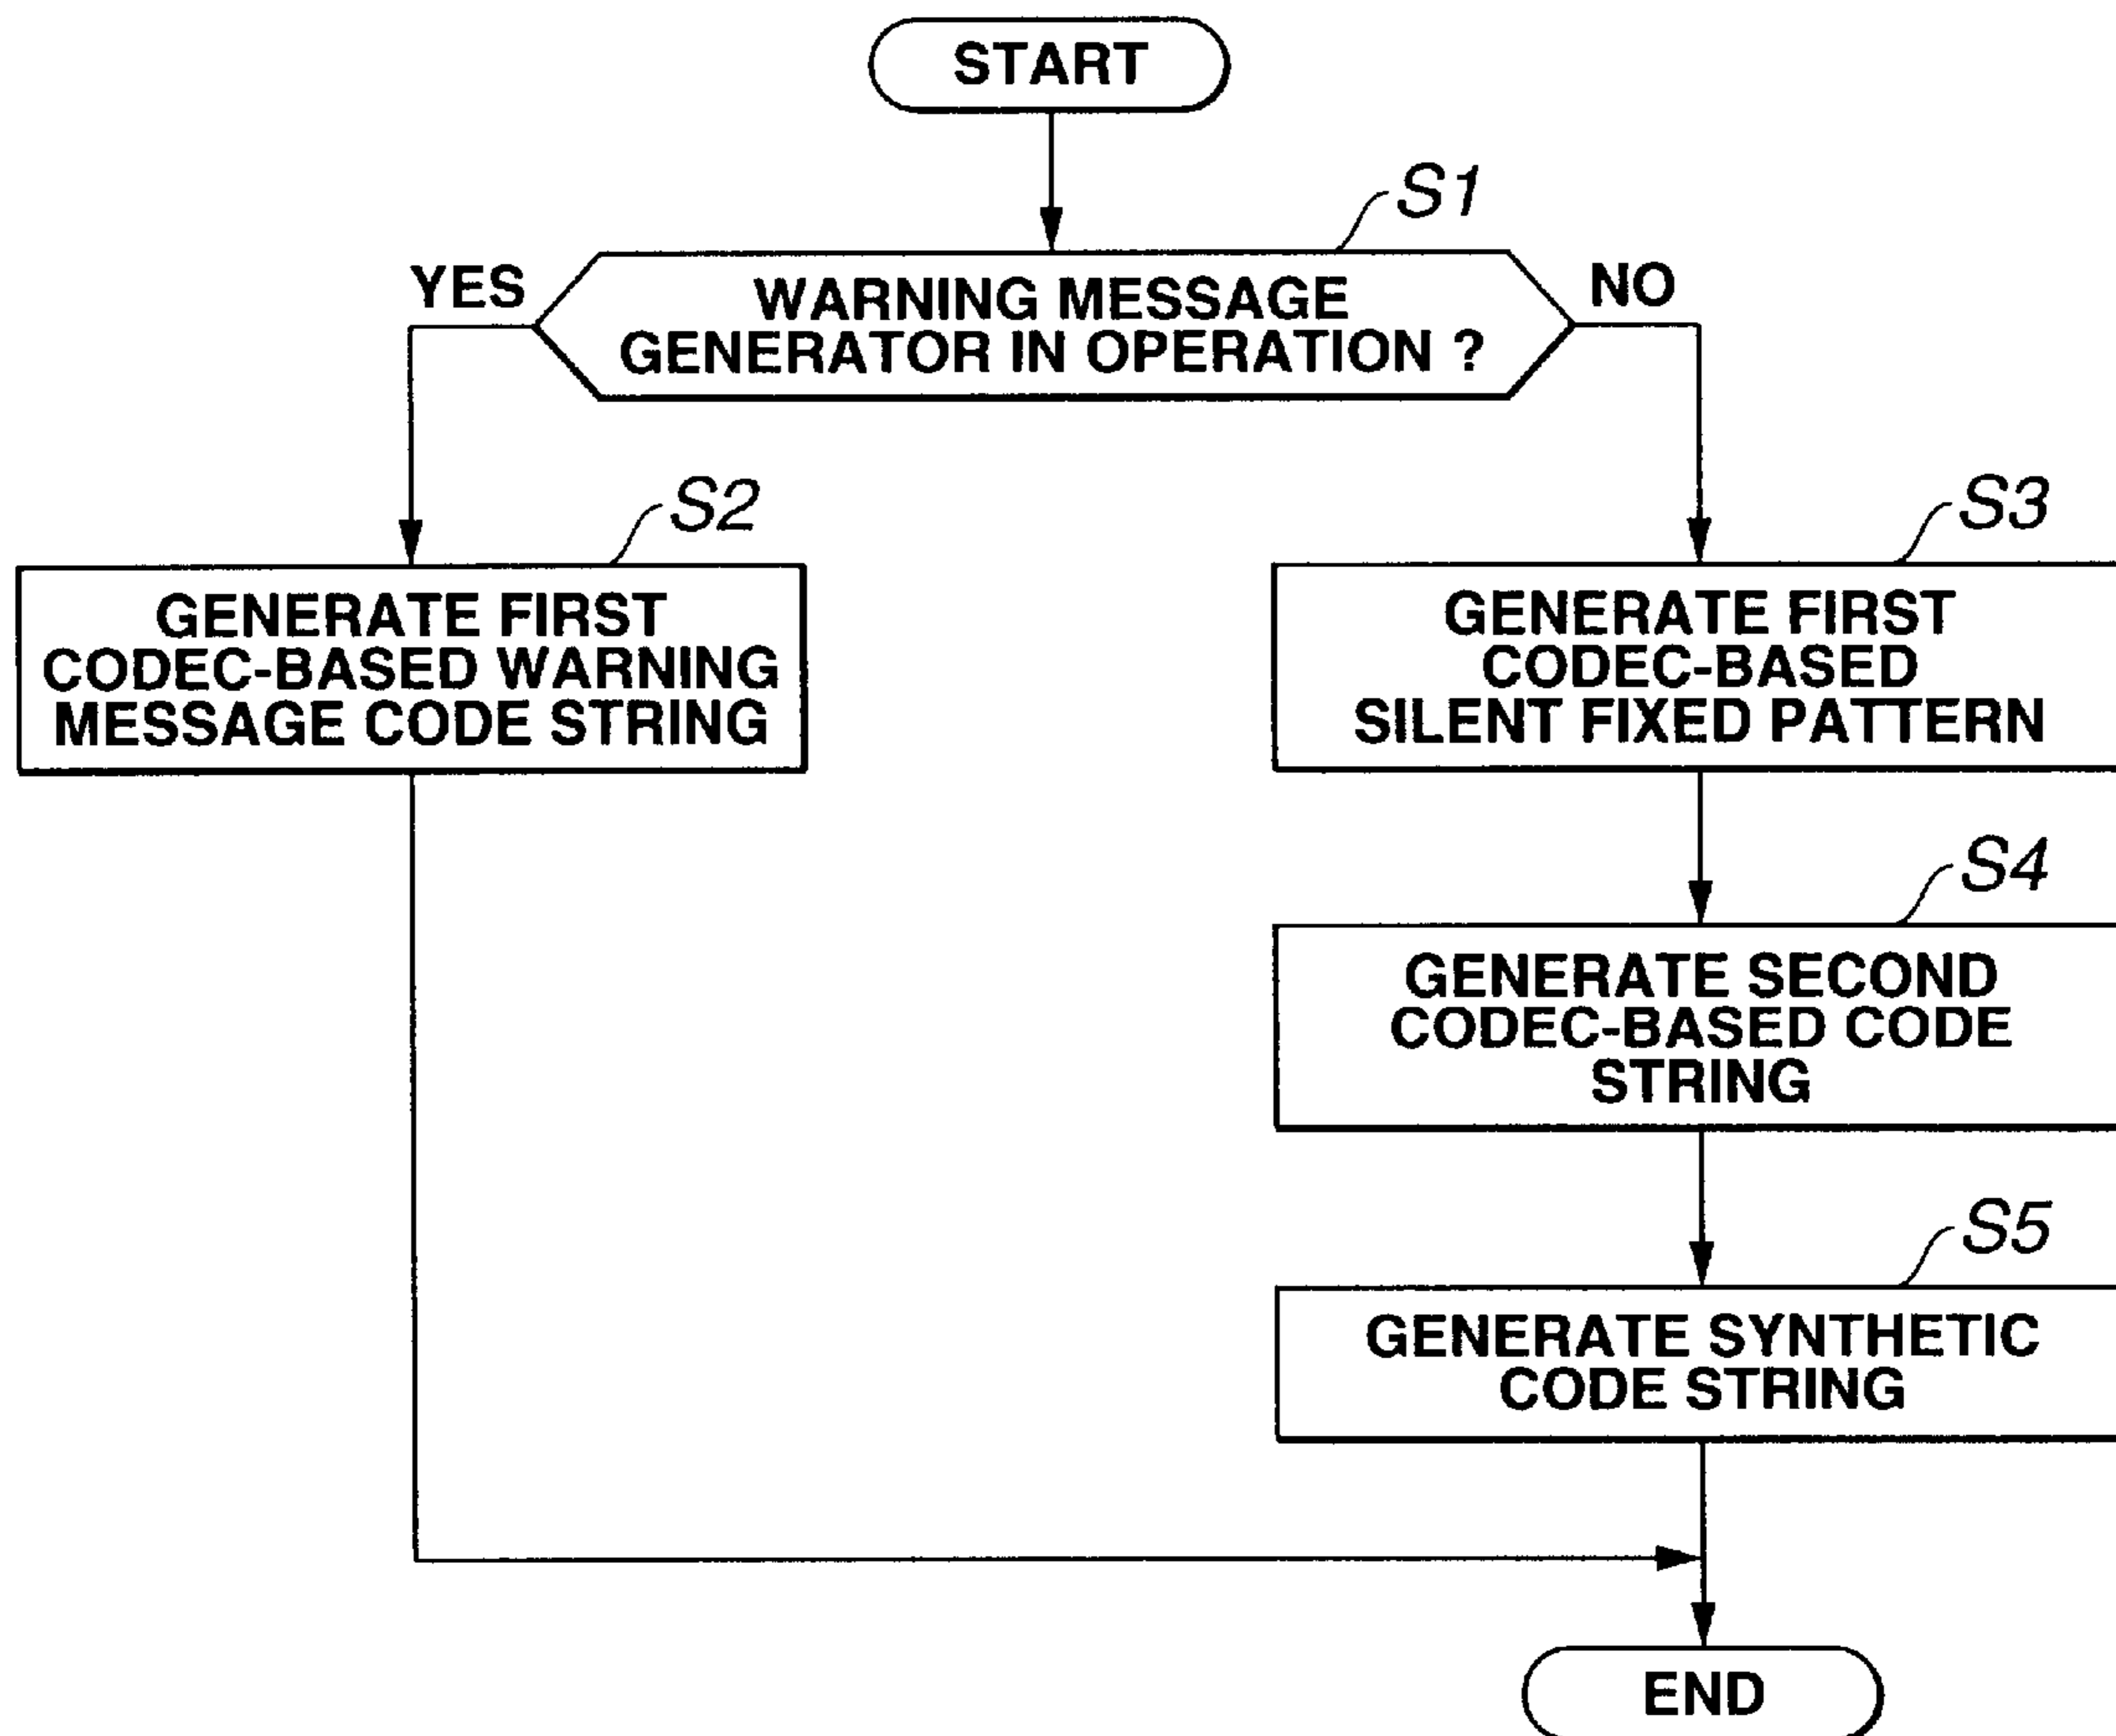 START
S1
YES
WARNING MESSAGE
GENERATOR IN OPERATION ?
NO
S2
GENERATE FIRST
CODEC-BASED WARNING
MESSAGE CODE STRING
S3
GENERATE FIRST
CODEC-BASED
SILENT FIXED PATTERN
S4
GENERATE SECOND
CODEC-BASED CODE
STRING
S5
GENERATE SYNTHETIC
CODE STRING
END